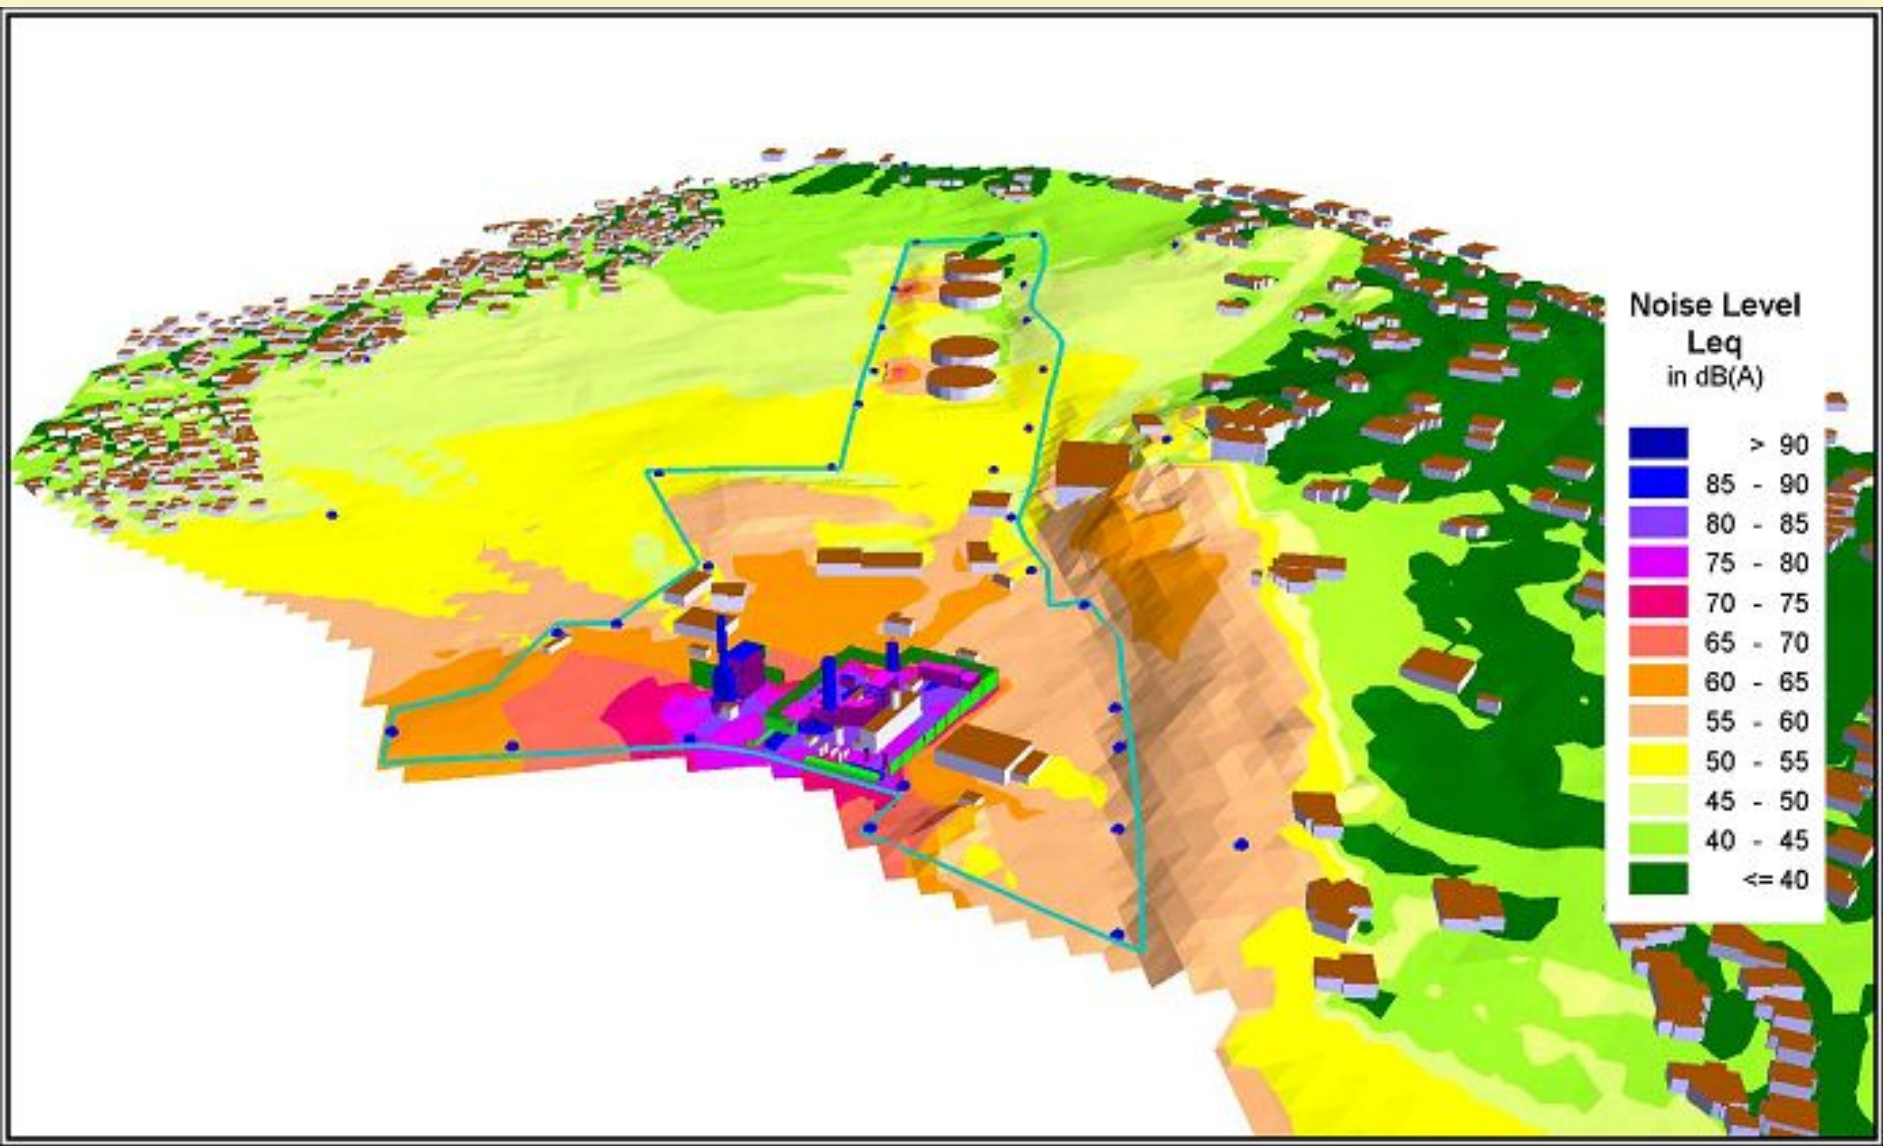 Noise Level
Leq
in dB(A)
> 90
85 - 90
80 - 85
75 - 80
70 - 75
65 - 70
60 - 65
55 - 60
50 - 55
45 - 50
40 - 45
<= 40